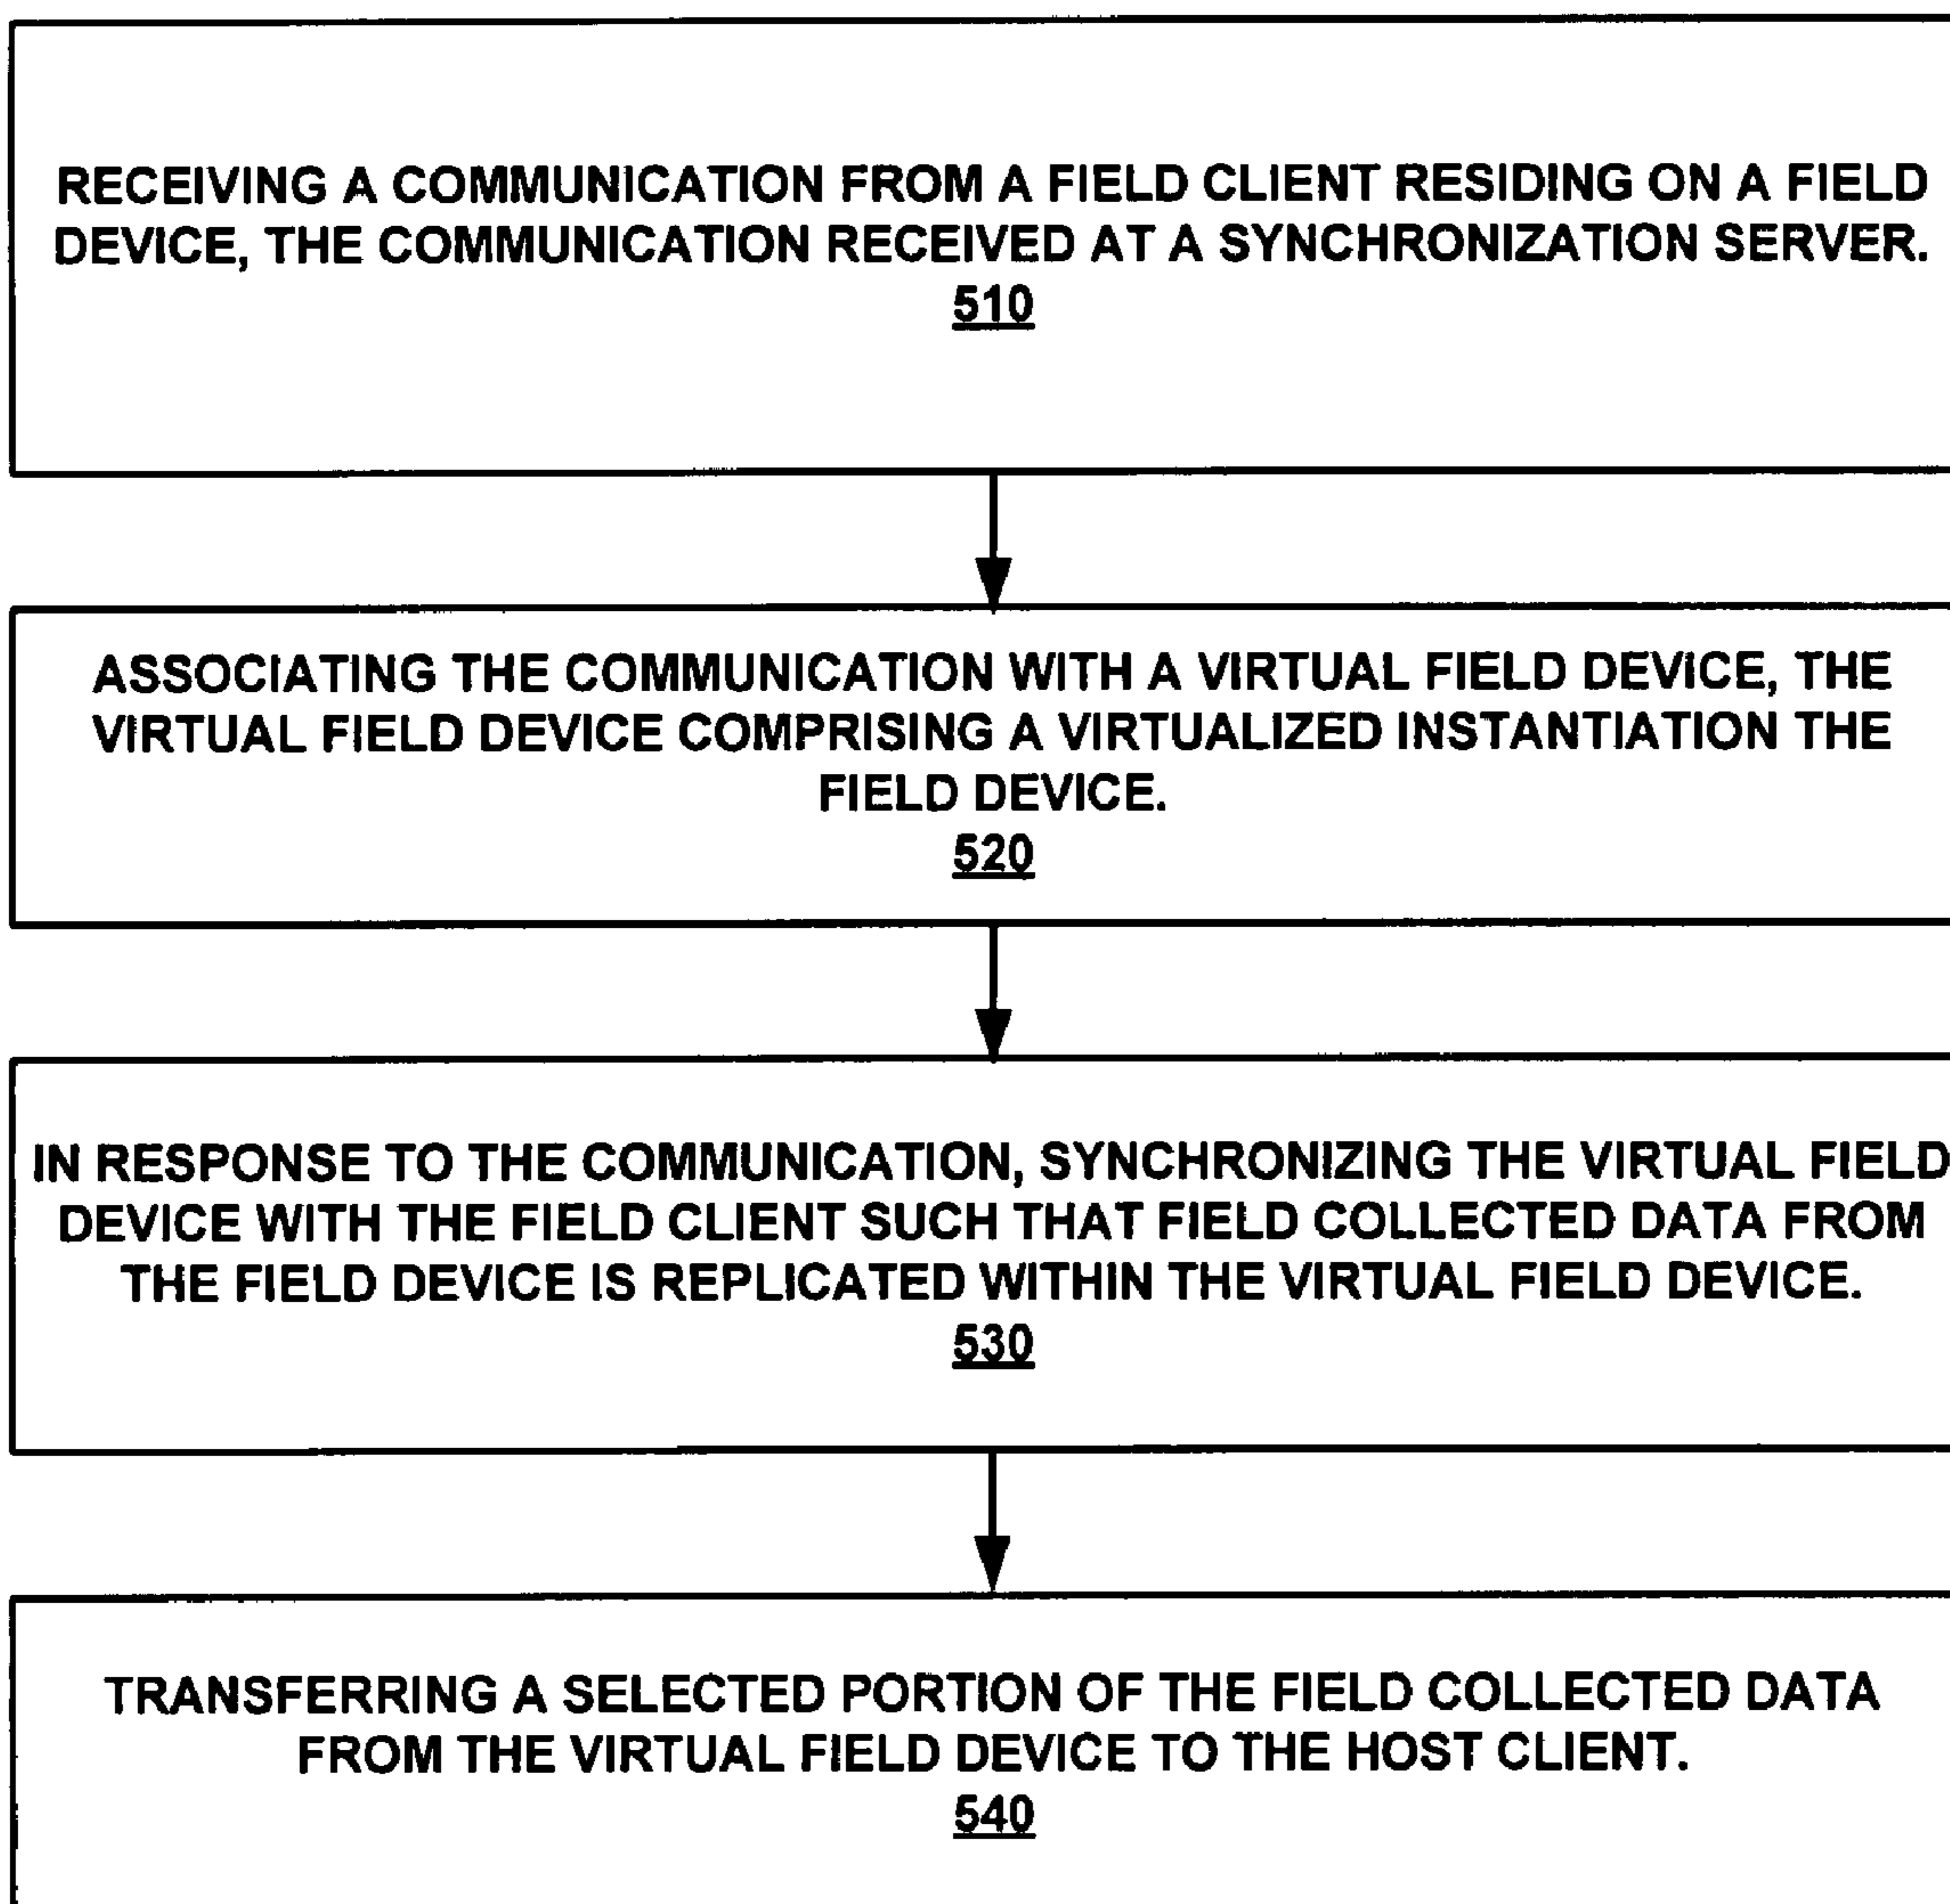 RECEIVING A COMMUNICATION FROM A FIELD CLIENT RESIDING ON A FIELD
DEVICE, THE COMMUNICATION RECEIVED AT A SYNCHRONIZATION SERVER.
510
ASSOCIATING THE COMMUNICATION WITH A VIRTUAL FIELD DEVICE, THE
VIRTUAL FIELD DEVICE COMPRISING A VIRTUALIZED INSTANTIATION THE
FIELD DEVICE.
520
IN RESPONSE TO THE COMMUNICATION, SYNCHRONIZING THE VIRTUAL FIELD
DEVICE WITH THE FIELD CLIENT SUCH THAT FIELD COLLECTED DATA FROM
THE FIELD DEVICE IS REPLICATED WITHIN THE VIRTUAL FIELD DEVICE.
530
TRANSFERRING A SELECTED PORTION OF THE FIELD COLLECTED DATA
FROM THE VIRTUAL FIELD DEVICE TO THE HOST CLIENT.
540